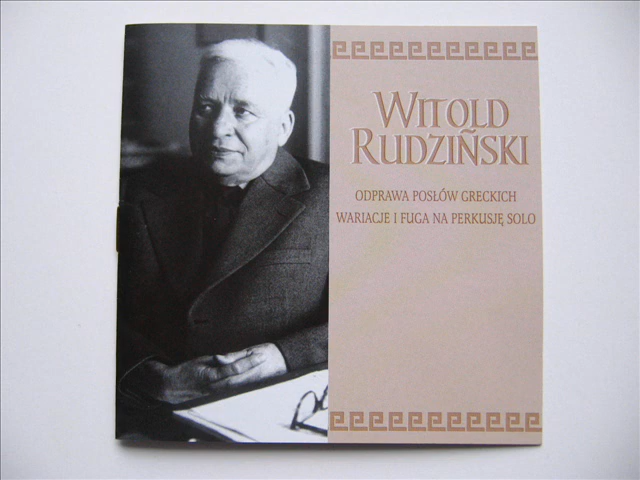 WITOLD
RUDZIŃSKI
ODPRAWA POSŁÓW GRECKICH
WARIACJE I FUGA NA PERKUSJĘ SOLO